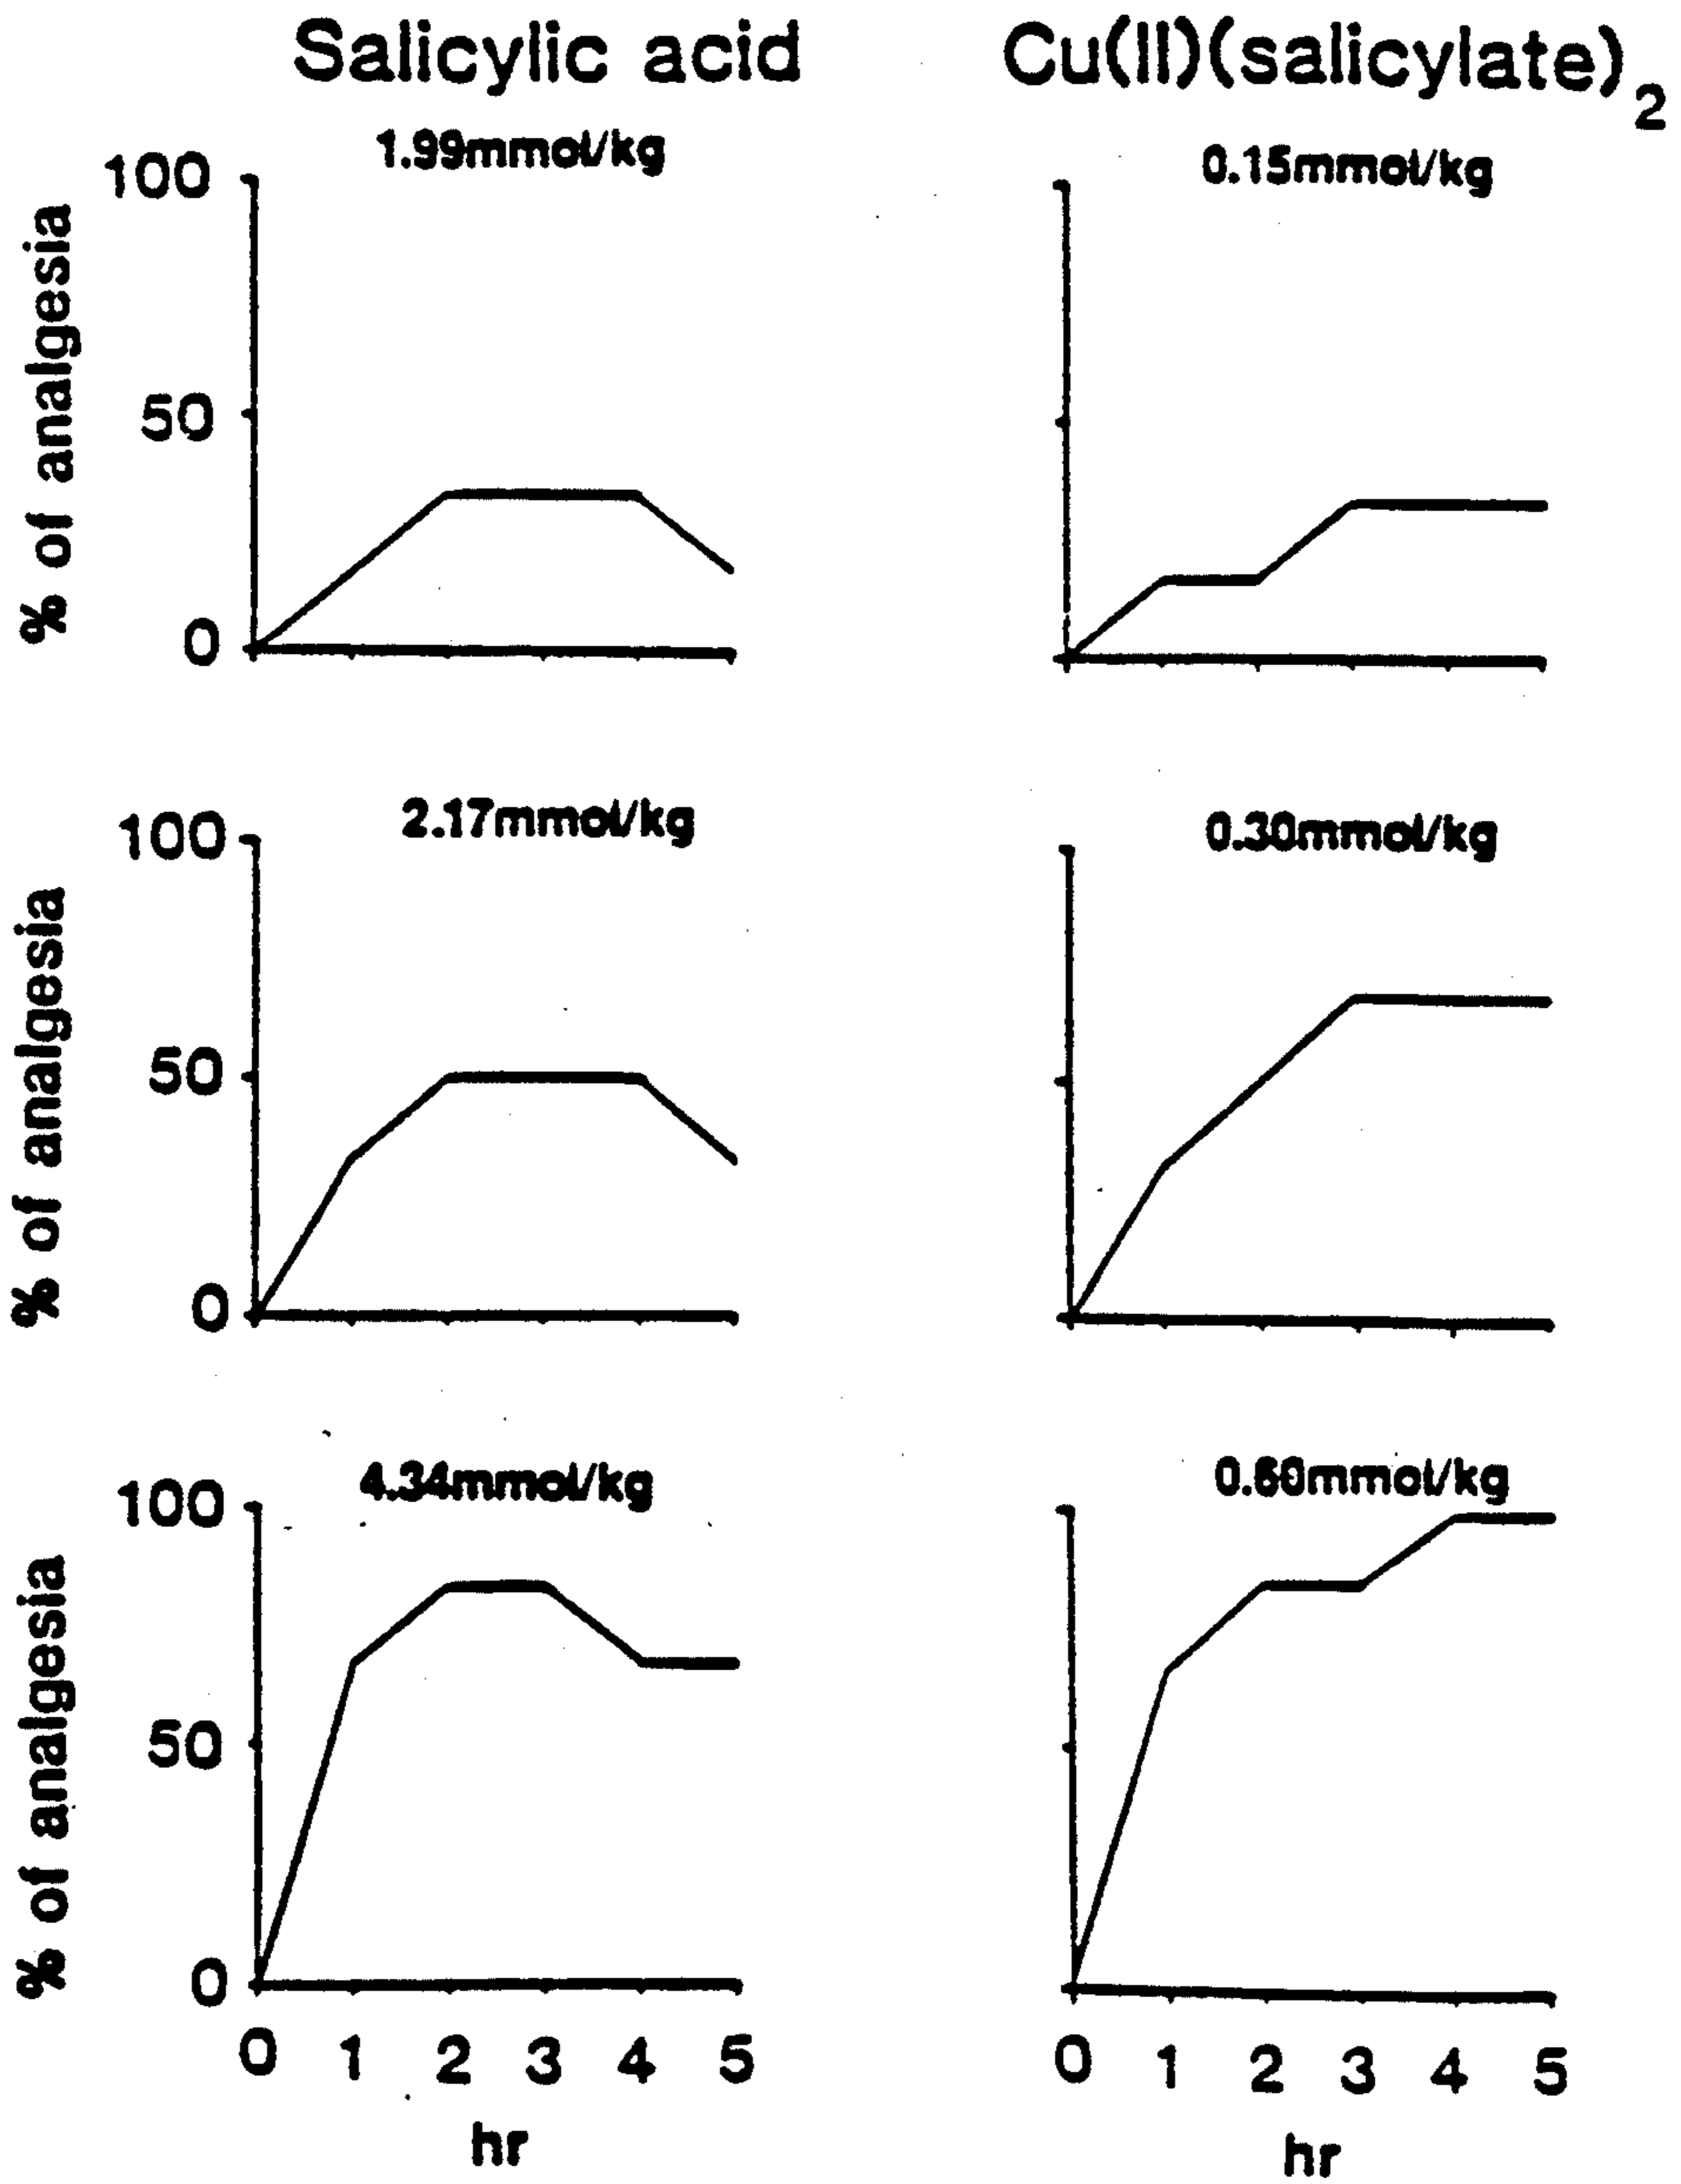 Salicylic acid
Cu(II)(salicylate)2
1.99mmol/kg
0.15mmol/kg
% of analgesia
100
50
0
2.17mmol/kg
0.30mmol/kg
% of analgesia
100
50
0
4.34mmol/kg
0.60mmol/kg
% of analgesia
100
50
0
0 1 2 3 4 5
hr
0 1 2 3 4 5
hr